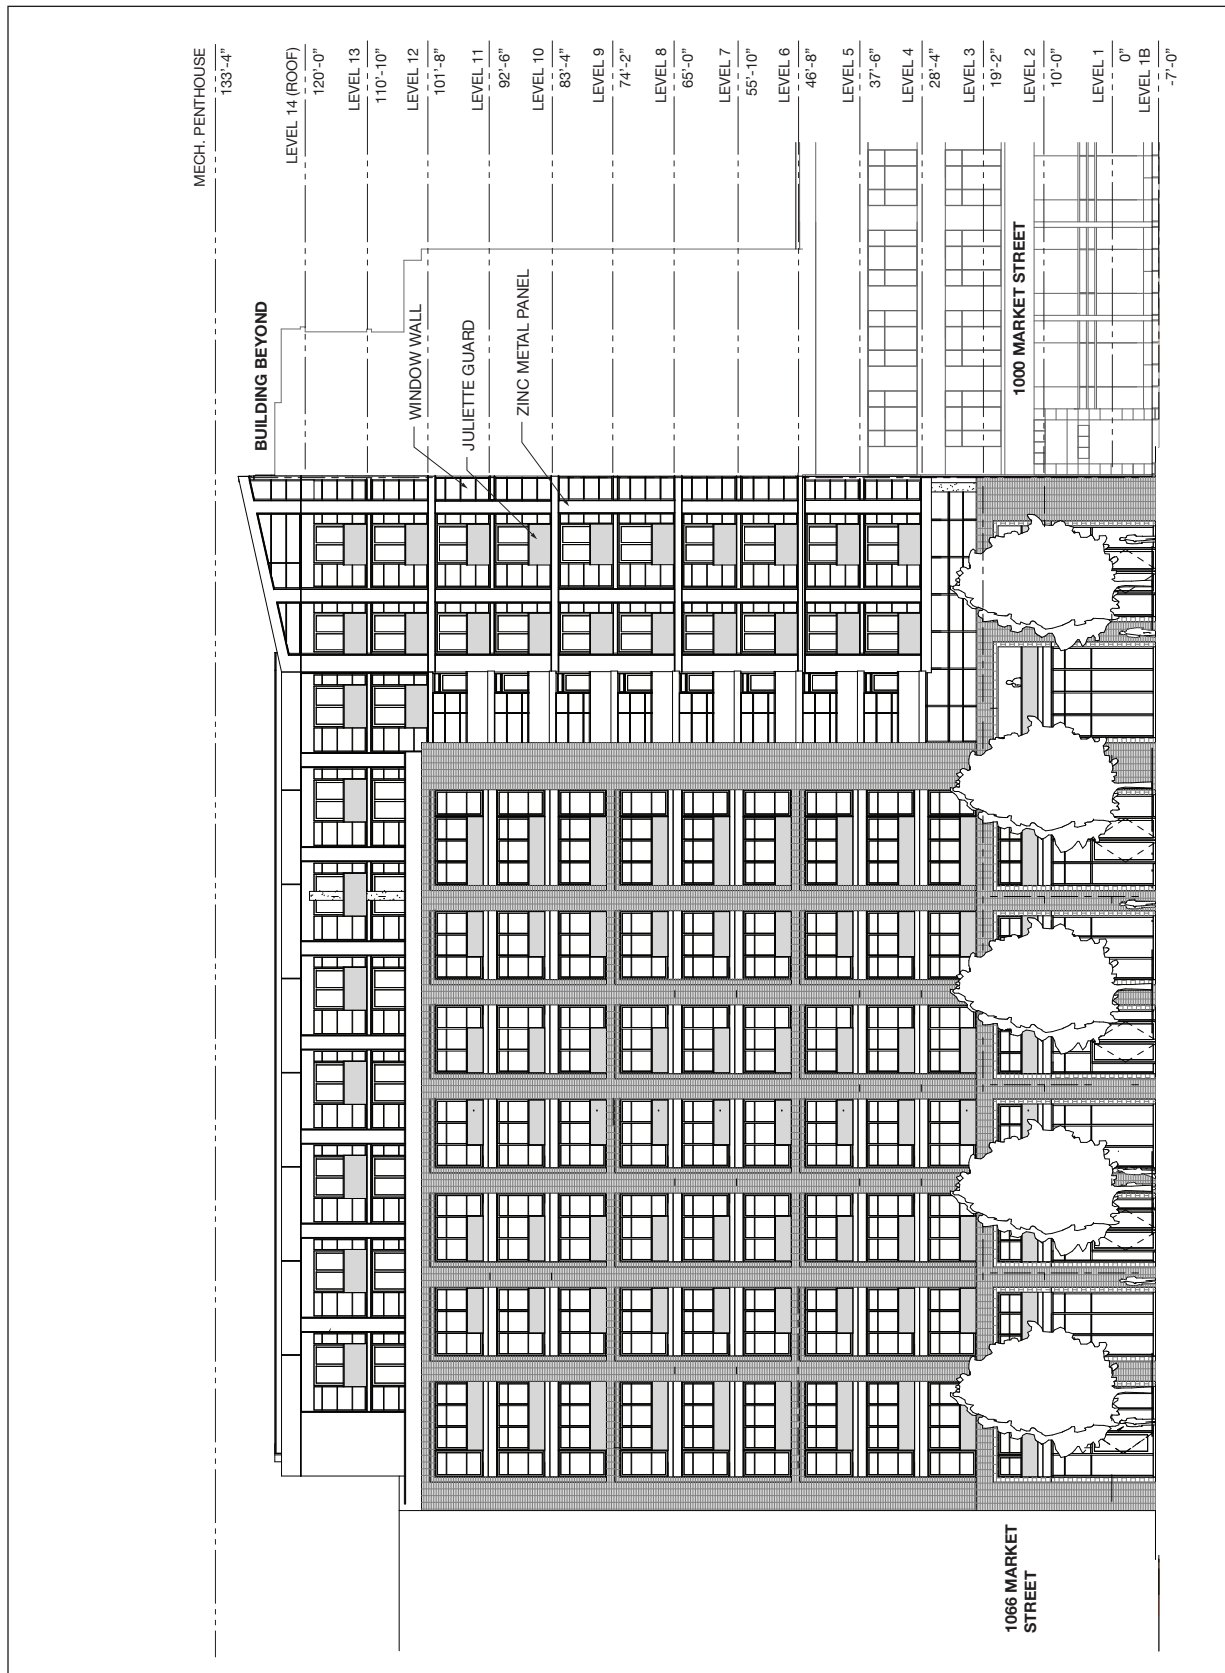 MECH. PENTHOUSE
133'-4"
LEVEL 14 (ROOF)
120'-0"
LEVEL 13
110'-10"
LEVEL 12
101'-8"
LEVEL 11
92'-6"
LEVEL 10
83'-4"
LEVEL 9
74'-2"
LEVEL 8
65'-0"
LEVEL 7
55'-10"
LEVEL 6
46'-8"
LEVEL 5
37'-6"
LEVEL 4
28'-4"
LEVEL 3
19'-2"
LEVEL 2
10'-0"
LEVEL 1
0"
LEVEL 1B
-7'-0"
BUILDING BEYOND
WINDOW WALL
JULIETTE GUARD
ZINC METAL PANEL
1000 MARKET STREET
1066 MARKET
STREET